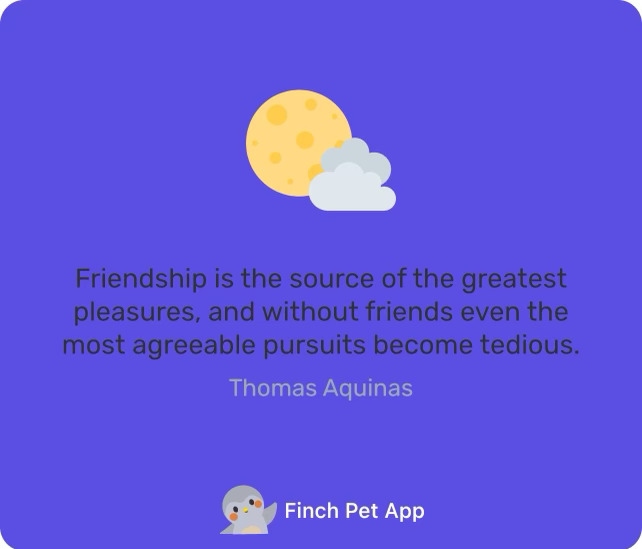 Friendship is the source of the greatest
pleasures, and without friends even the
most agreeable pursuits become tedious.
Thomas Aquinas
Finch Pet App